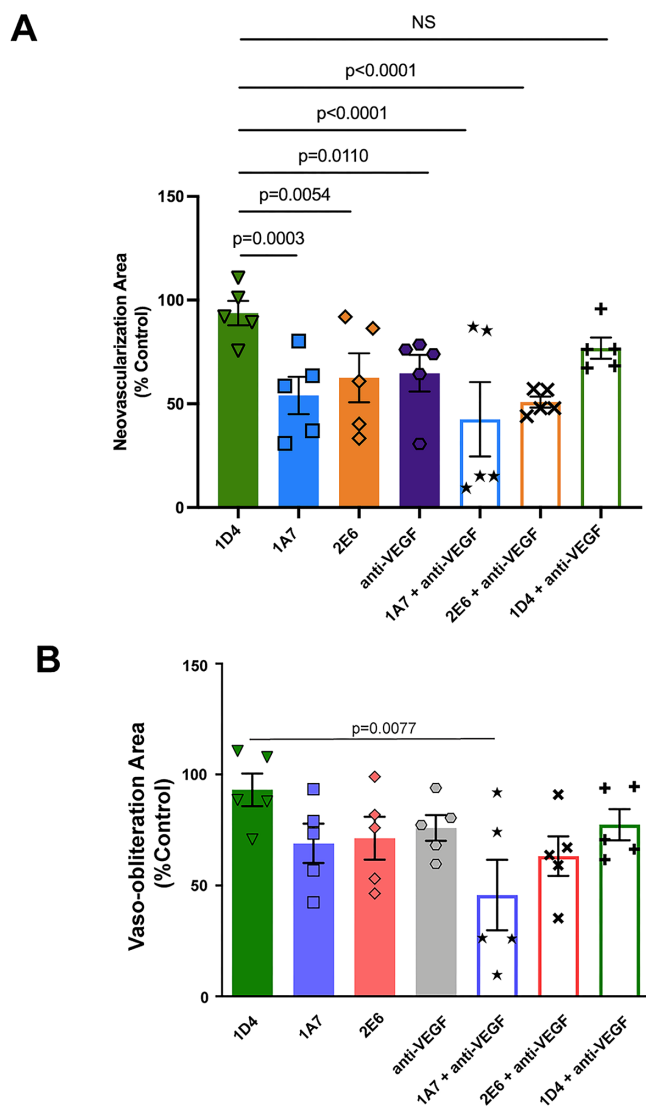 A
NS
p<0.0001
p<0.0001
p=0.0110
p=0.0054
p=0.0003
Neovascularization Area
(% Control)
150
100
50
0
1D4
1A7
2E6
anti-VEGF
1A7 + anti-VEGF
2E6 + anti-VEGF
1D4 + anti-VEGF
B
p=0.0077
Vaso-obliteration Area
(%Control)
150
100
50
0
1D4
1A7
2E6
anti-VEGF
1A7 + anti-VEGF
2E6 + anti-VEGF
1D4 + anti-VEGF